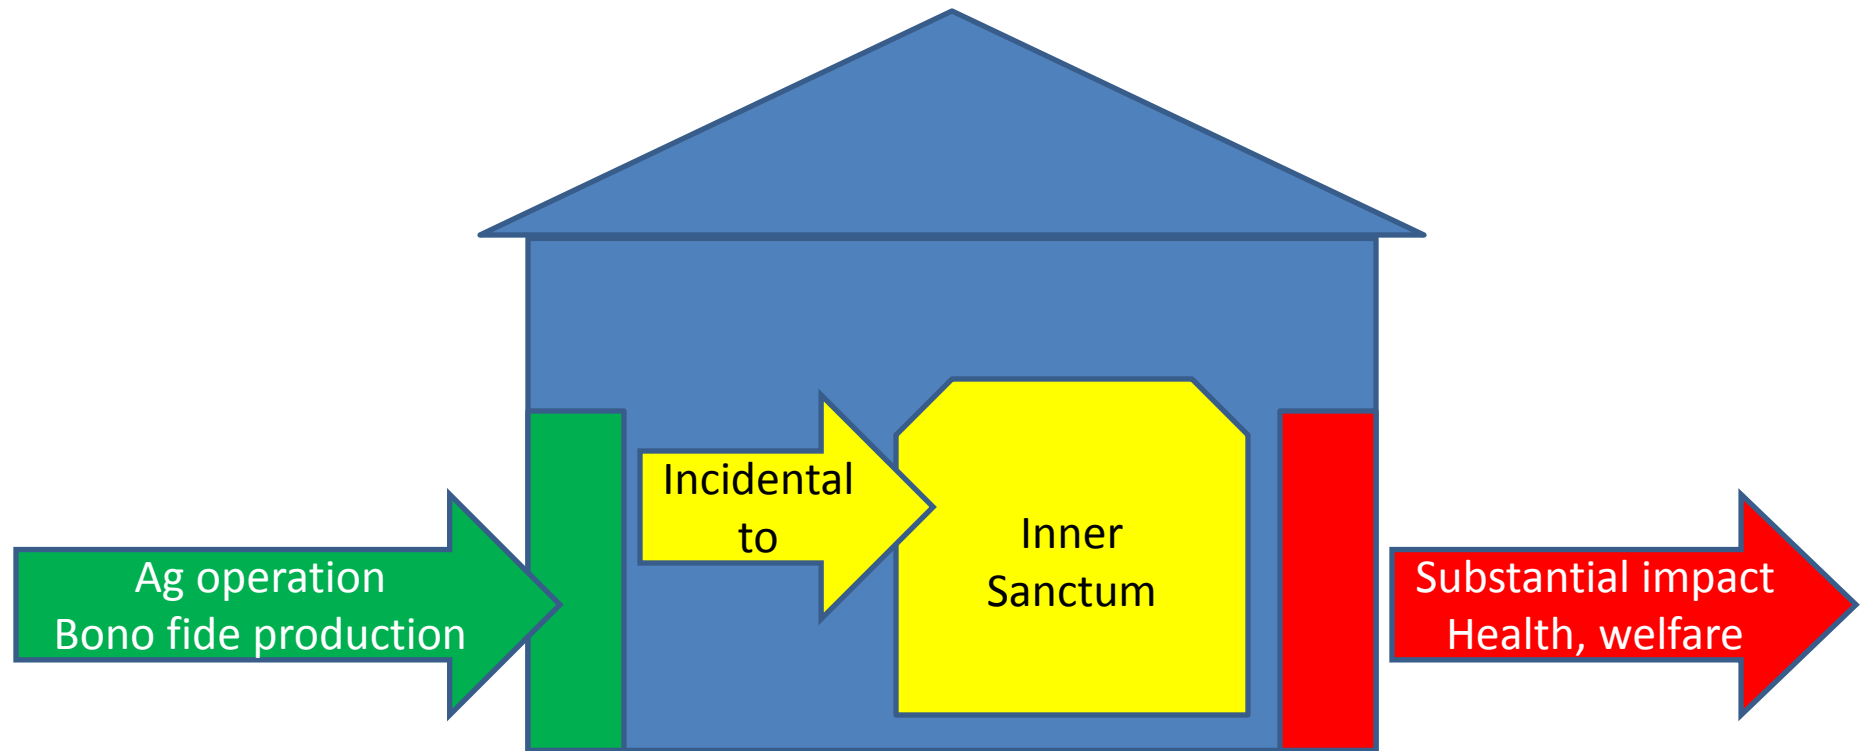 Ag operation
Bono fide production
Incidental
to
Inner
Sanctum
Substantial impact
Health, welfare